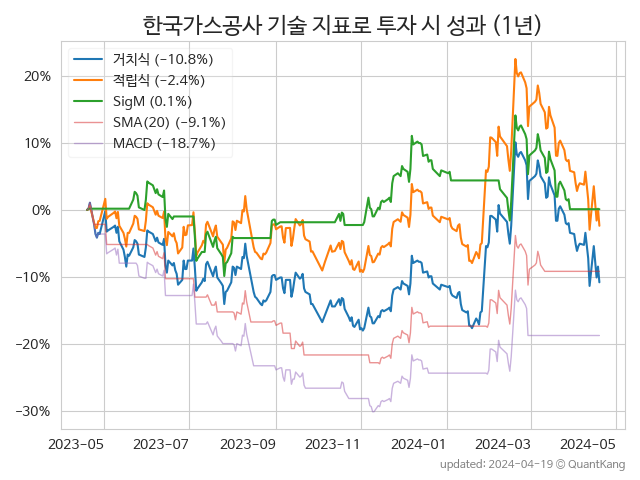 한국가스공사 기술 지표로 투자 시 성과 (1년)
거치식 (−10.8%)
적립식 (−2.4%)
SigM (0.1%)
SMA(20) (−9.1%)
MACD (−18.7%)
20%
10%
0%
−10%
−20%
−30%
2023-05 2023-07 2023-09 2023-11 2024-01 2024-03 2024-05
updated: 2024-04-19 © QuantKang